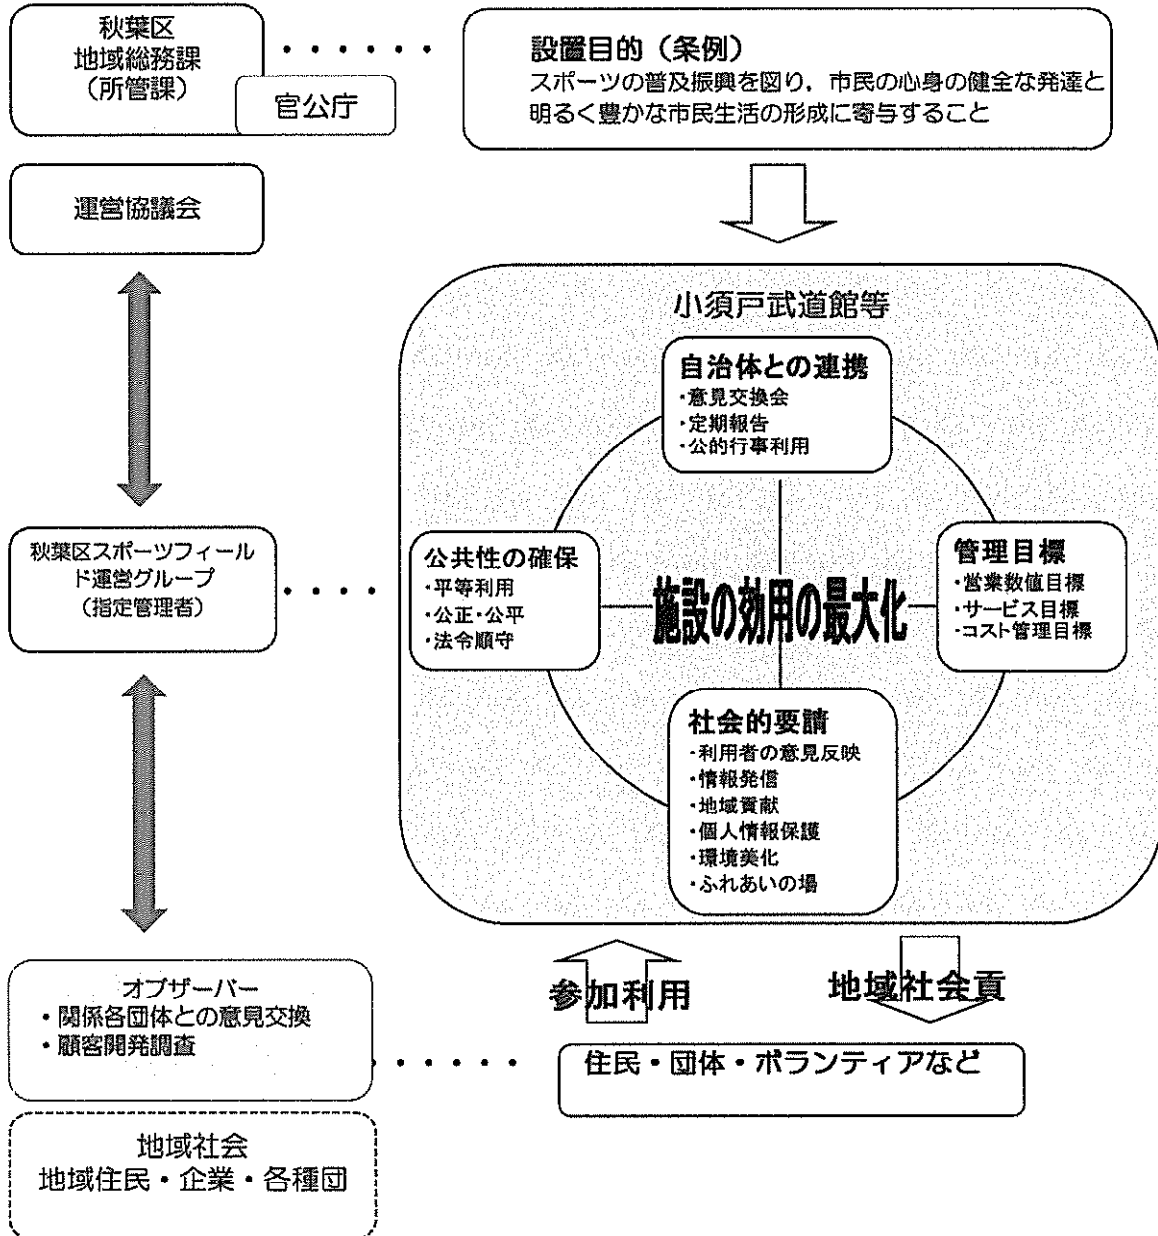 秋葉区
地域総務課
(所管課)
官公庁
設置目的(条例)
スポーツの普及振興を図り,市民の心身の健全な発達と
明るく豊かな市民生活の形成に寄与すること
運営協議会
小須戸武道館等
自治体との連携
・意見交換会
・定期報告
・公的行事利用
秋葉区スポーツフィール
ド運営グループ
(指定管理者)
公共性の確保
・平等利用
・公正・公平
・法令順守
施設の効用の最大化
管理目標
・営業数値目標
・サービス目標
・コスト管理目標
社会的要請
・利用者の意見反映
・情報発信
・地域貢献
・個人情報保護
・環境美化
・ふれあいの場
参加利用
地域社会貢
オブザーバー
・関係各団体との意見交換
・顧客開発調査
住民・団体・ボランティアなど
地域社会
地域住民・企業・各種団